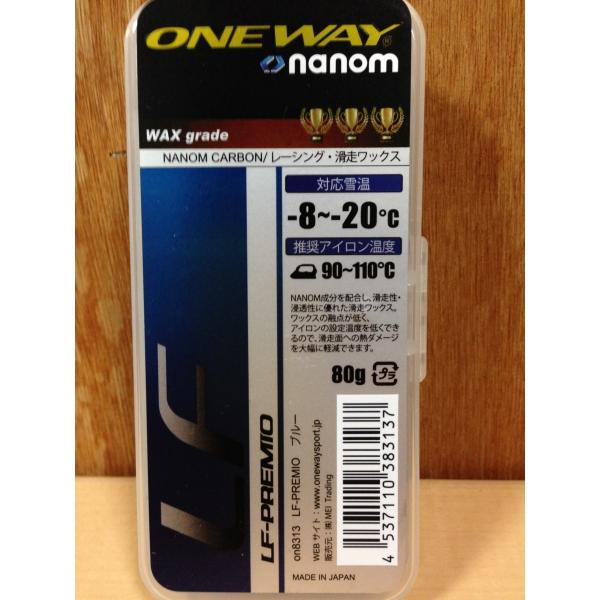 ONE WAY®
nanom
WAX grade
NANOM CARBON/レーシング・滑走ワックス
対応雪温
-8~-20℃
推奨アイロン温度
90~110℃
NANOM成分を配合し、滑走性・
浸透性に優れた滑走ワックス。
ワックスの融点が低く、
アイロンの設定温度を低くでき
るので、滑走面への熱ダメージ
を大幅に軽減できます。
80g プラ
LF
LF-PREMIO
on8313 LF-PREMIO ブルー
WEBサイト：www.onewaysport.jp
販売元：㈱MEI Trading
4 537110 383137
MADE IN JAPAN